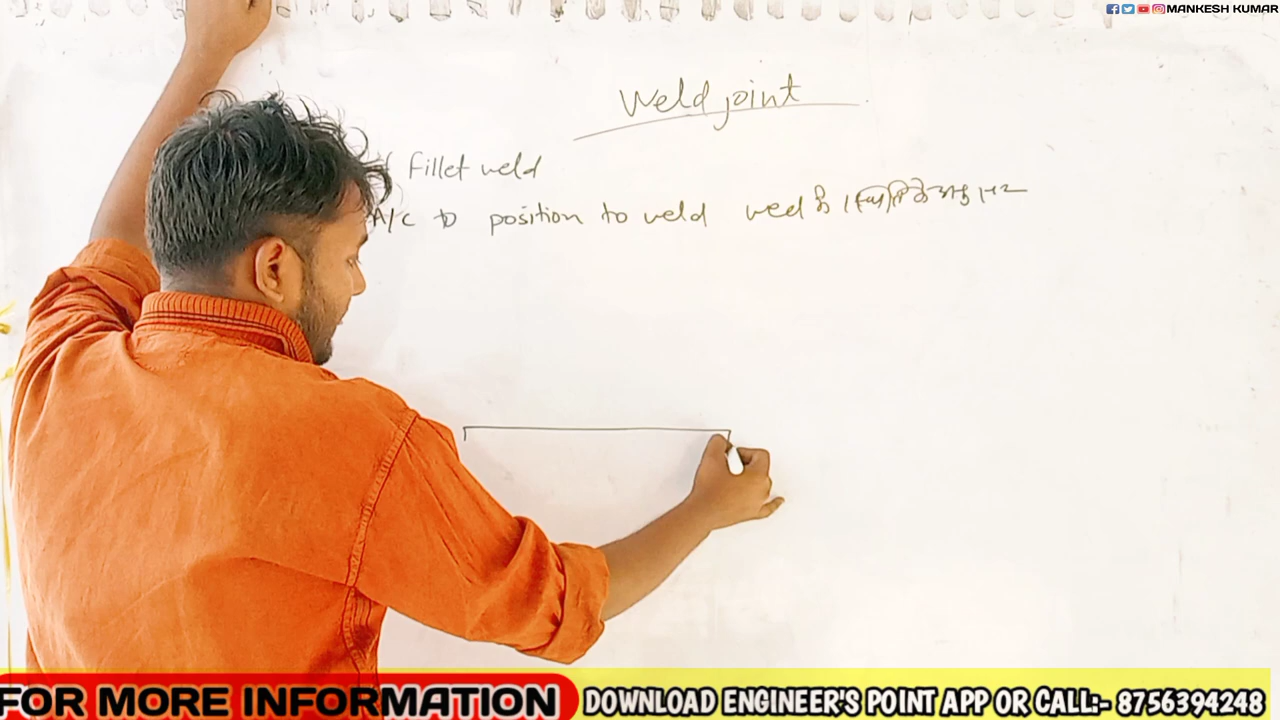 MANKESH KUMAR
Weld joint
Fillet weld
A/C to position to weld wed के स्थिति के अनुसार
FOR MORE INFORMATION
DOWNLOAD ENGINEER'S POINT APP OR CALL:- 8756394248